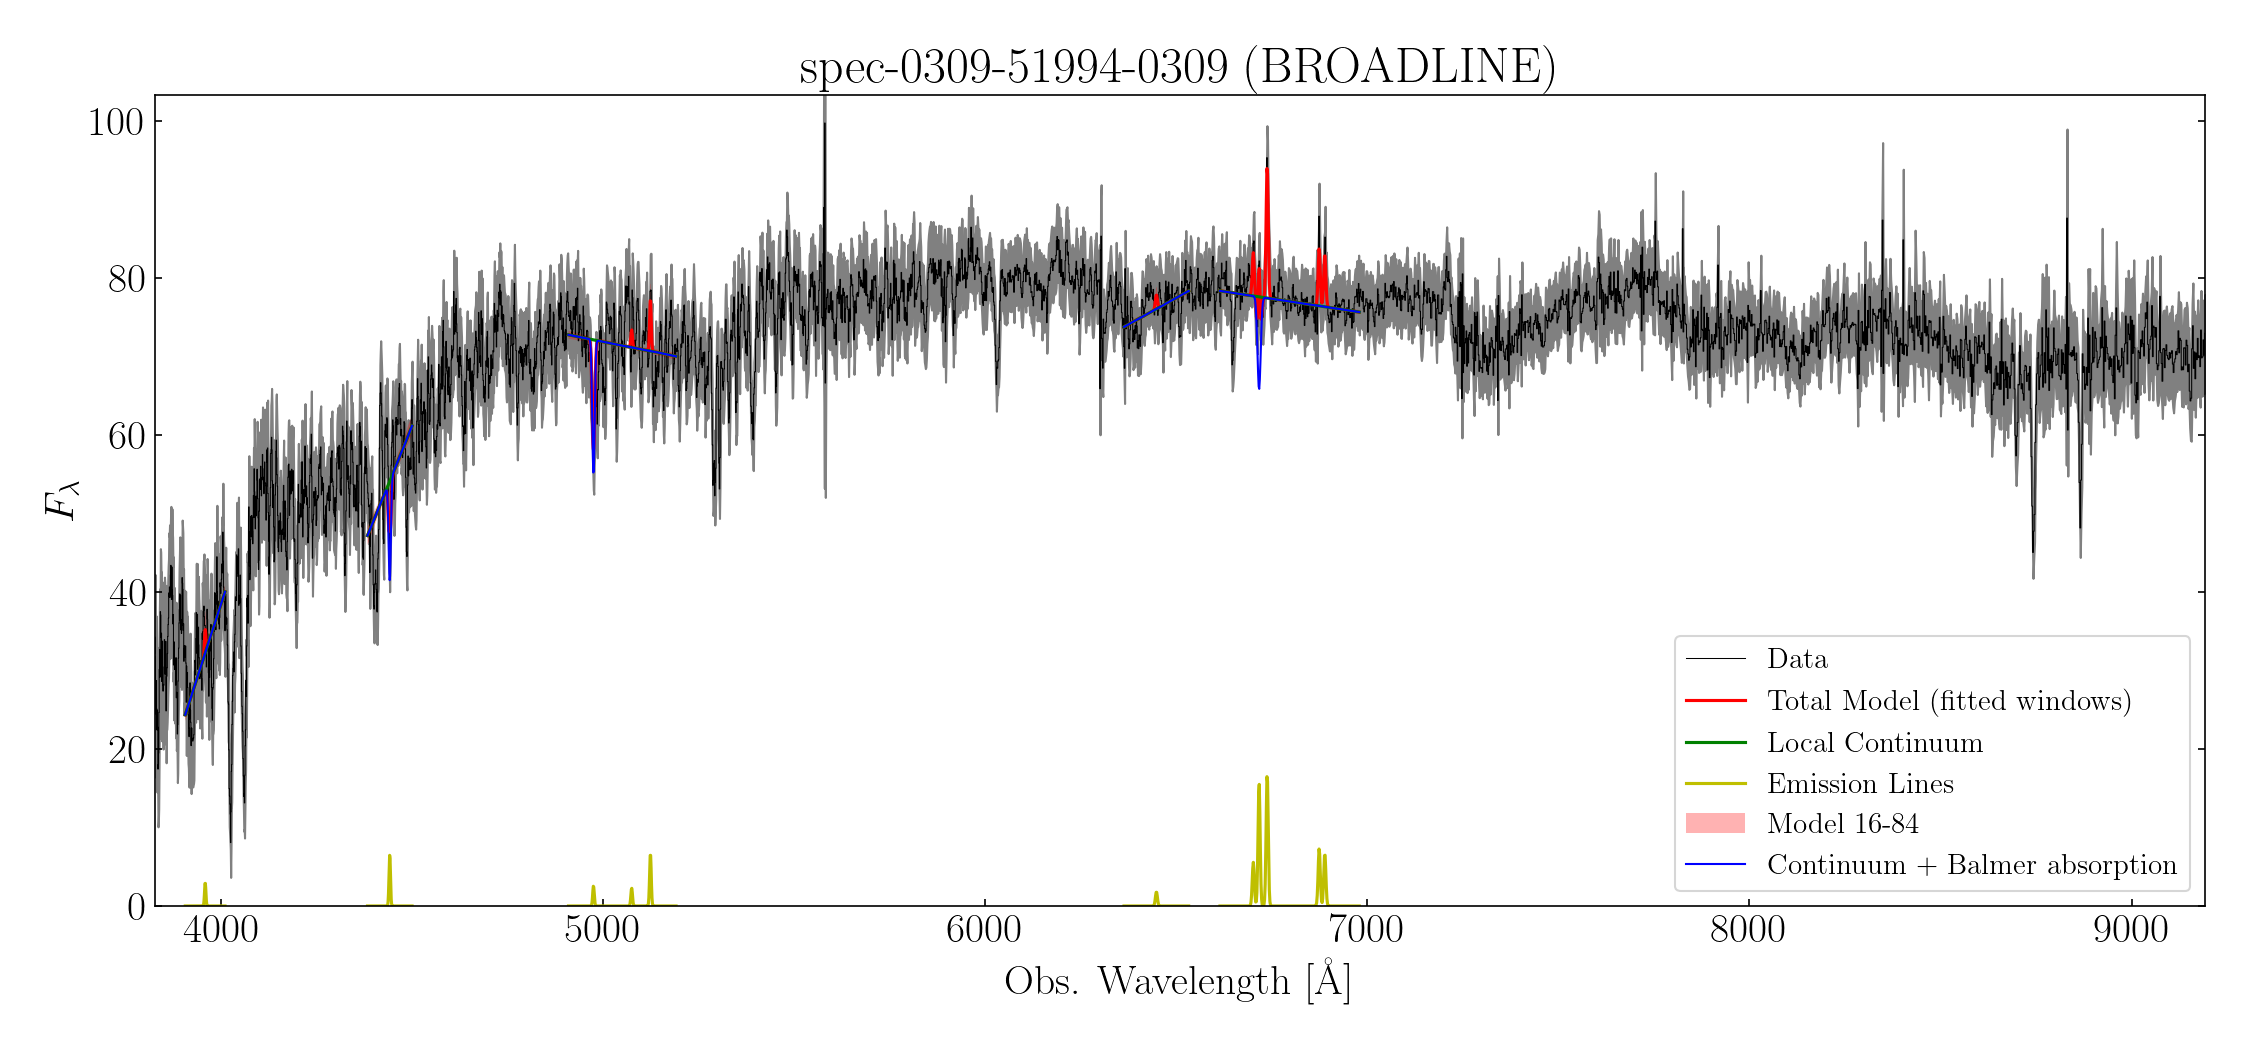 spec-0309-51994-0309 (BROADLINE)
100
80
60
40
20
0
F_λ
4000 5000 6000 7000 8000 9000
Obs. Wavelength [Å]
Data
Total Model (fitted windows)
Local Continuum
Emission Lines
Model 16-84
Continuum + Balmer absorption